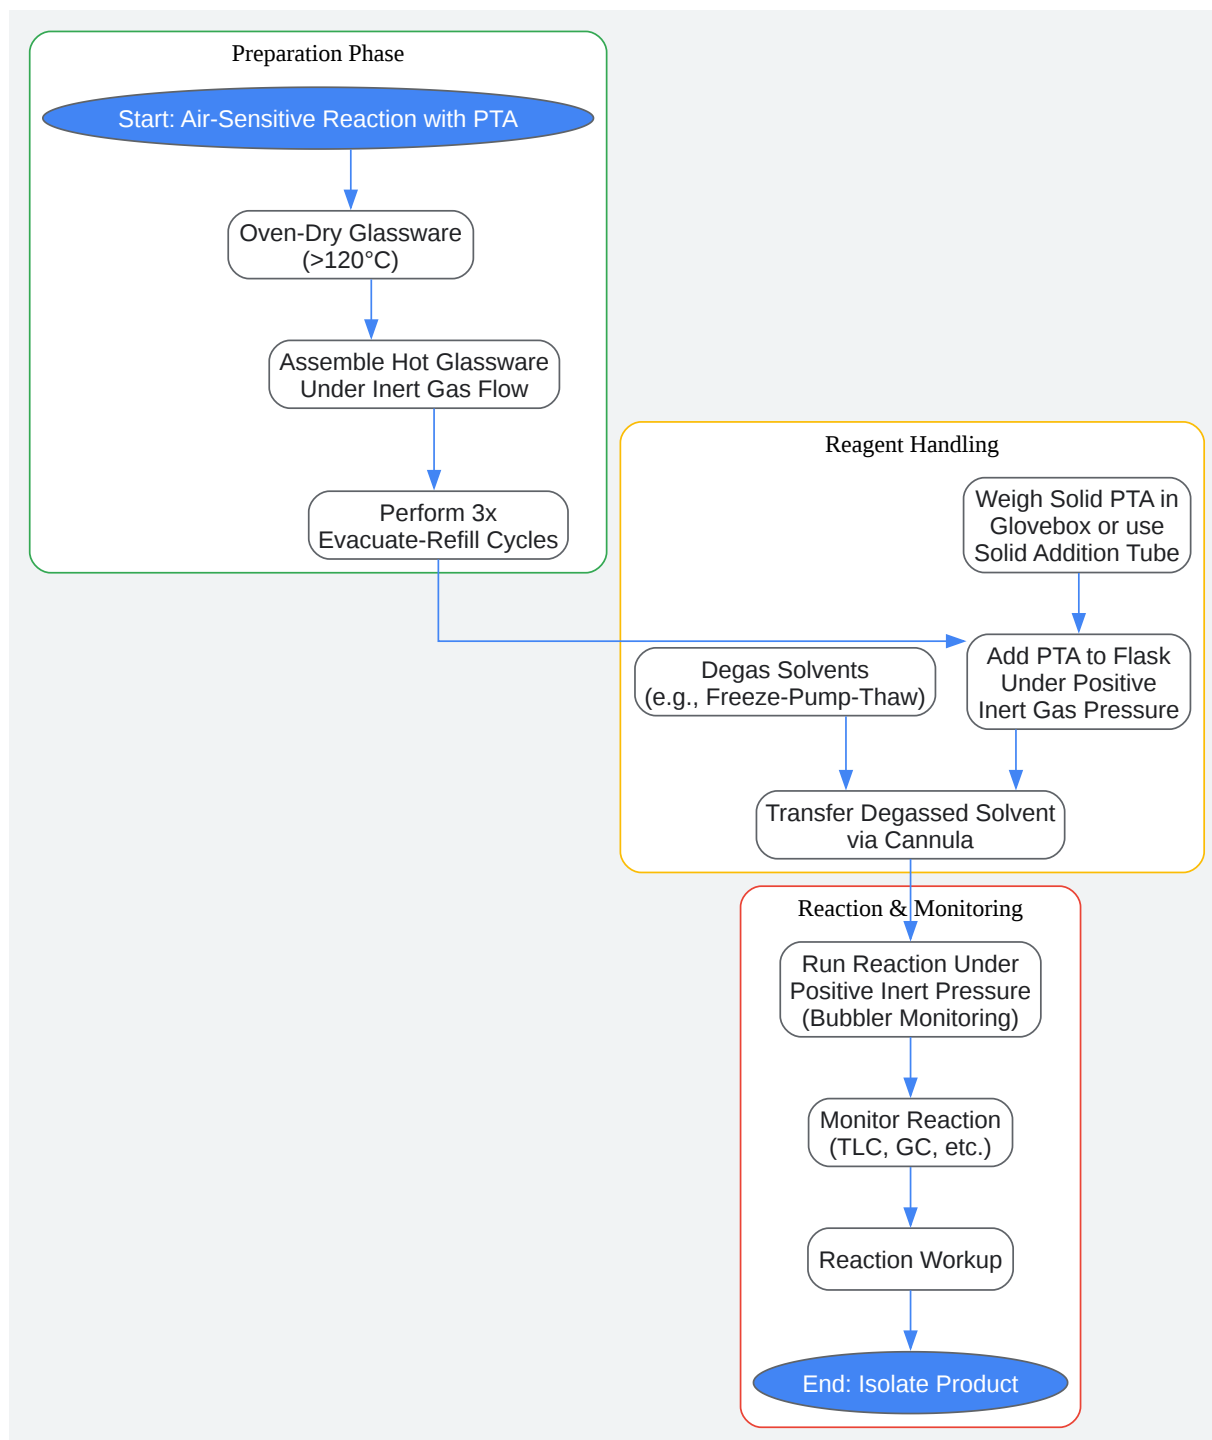 Preparation Phase
Start: Air-Sensitive Reaction with PTA
Oven-Dry Glassware
(>120°C)
Assemble Hot Glassware
Under Inert Gas Flow
Perform 3x
Evacuate-Refill Cycles
Reagent Handling
Weigh Solid PTA in
Glovebox or use
Solid Addition Tube
Degas Solvents
(e.g., Freeze-Pump-Thaw)
Add PTA to Flask
Under Positive
Inert Gas Pressure
Transfer Degassed Solvent
via Cannula
Reaction & Monitoring
Run Reaction Under
Positive Inert Pressure
(Bubbler Monitoring)
Monitor Reaction
(TLC, GC, etc.)
Reaction Workup
End: Isolate Product